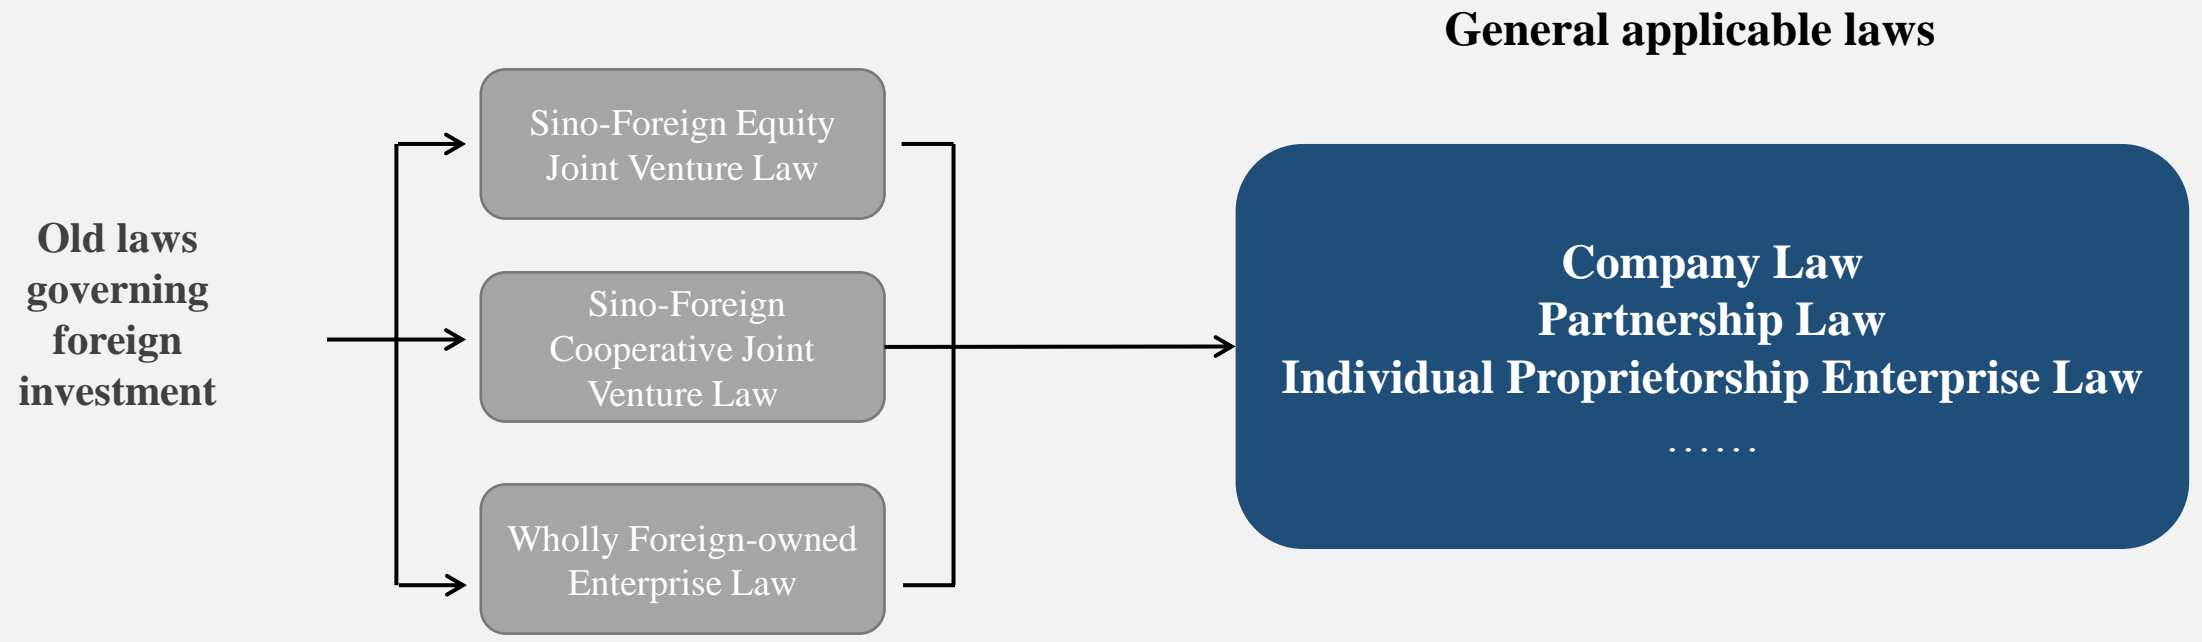 General applicable laws
Old laws
governing
foreign
investment
Sino-Foreign Equity
Joint Venture Law
Sino-Foreign
Cooperative Joint
Venture Law
Wholly Foreign-owned
Enterprise Law
Company Law
Partnership Law
Individual Proprietorship Enterprise Law
......